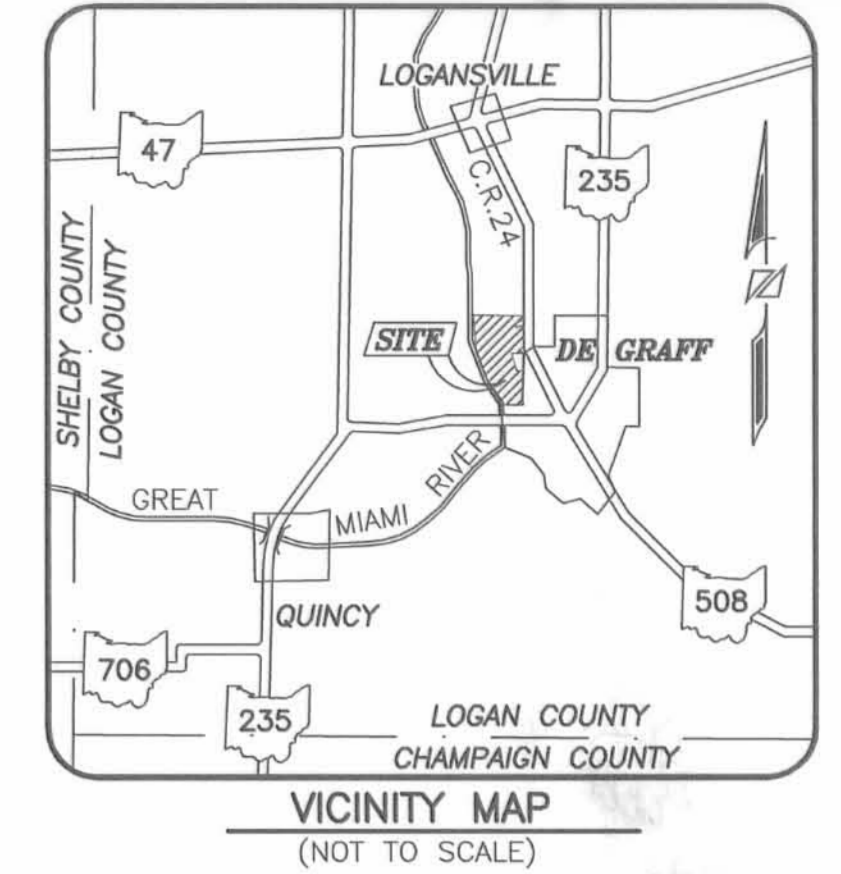 LOGANSVILLE
47
235
C.R.24
SHELBY COUNTY
LOGAN COUNTY
SITE
DE GRAFF
N
GREAT
MIAMI
RIVER
QUINCY
508
706
235
LOGAN COUNTY
CHAMPAIGN COUNTY
VICINITY MAP
(NOT TO SCALE)